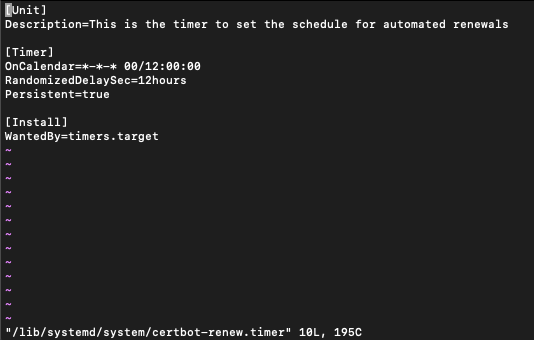 [Unit]
Description=This is the timer to set the schedule for automated renewals
[Timer]
OnCalendar=*-*-* 00/12:00:00
RandomizedDelaySec=12hours
Persistent=true
[Install]
WantedBy=timers.target
~
~
~
~
~
~
~
~
~
~
~
~
~
"/lib/systemd/system/certbot-renew.timer" 10L, 195C